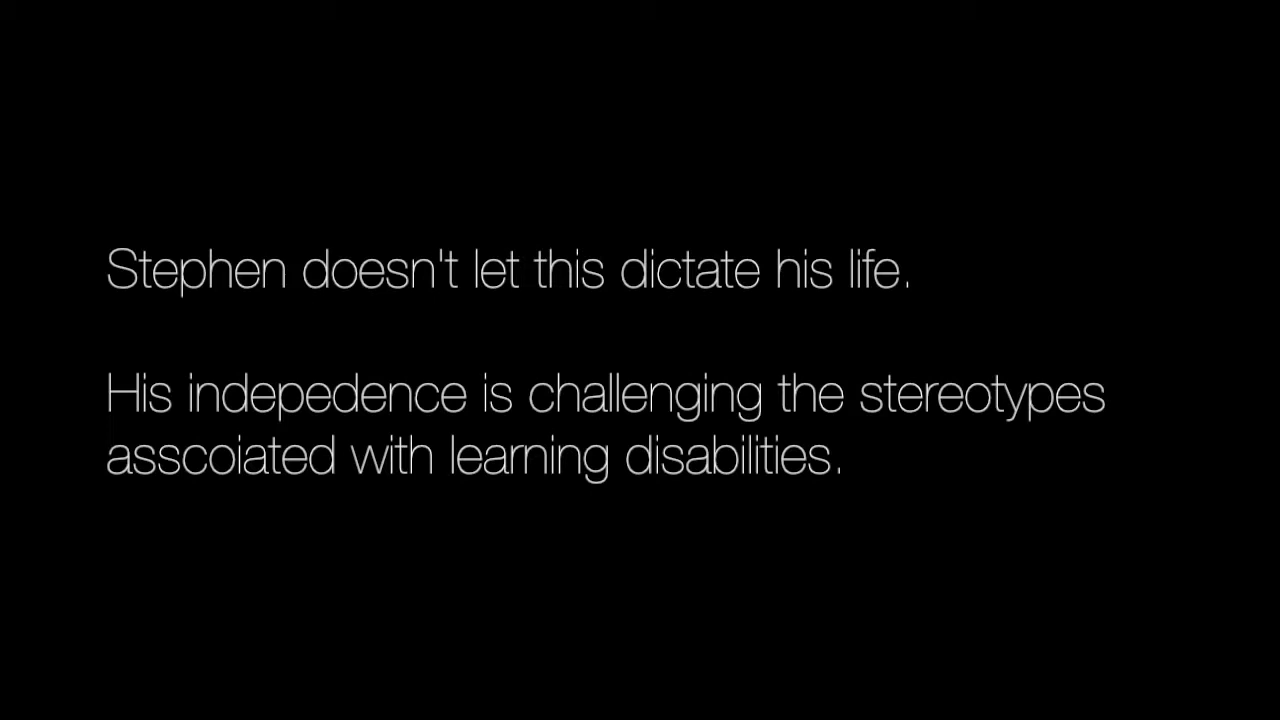 Stephen doesn't let this dictate his life.
His indepedence is challenging the stereotypes
asscoiated with learning disabilities.